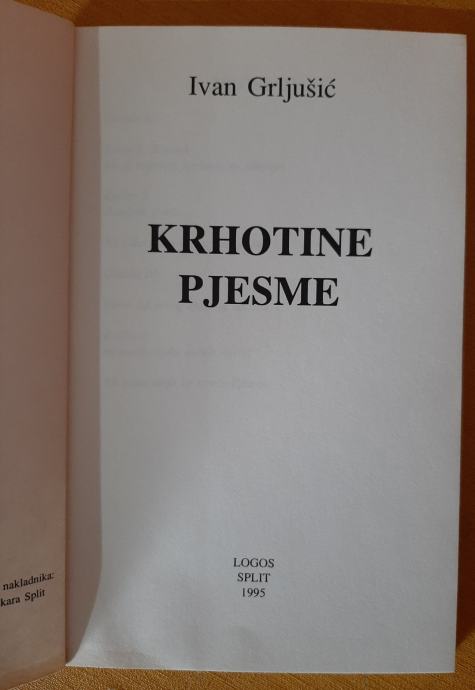 Ivan Grljušić
KRHOTINE
PJESME
LOGOS
SPLIT
1995
nakladnika:
kara Split